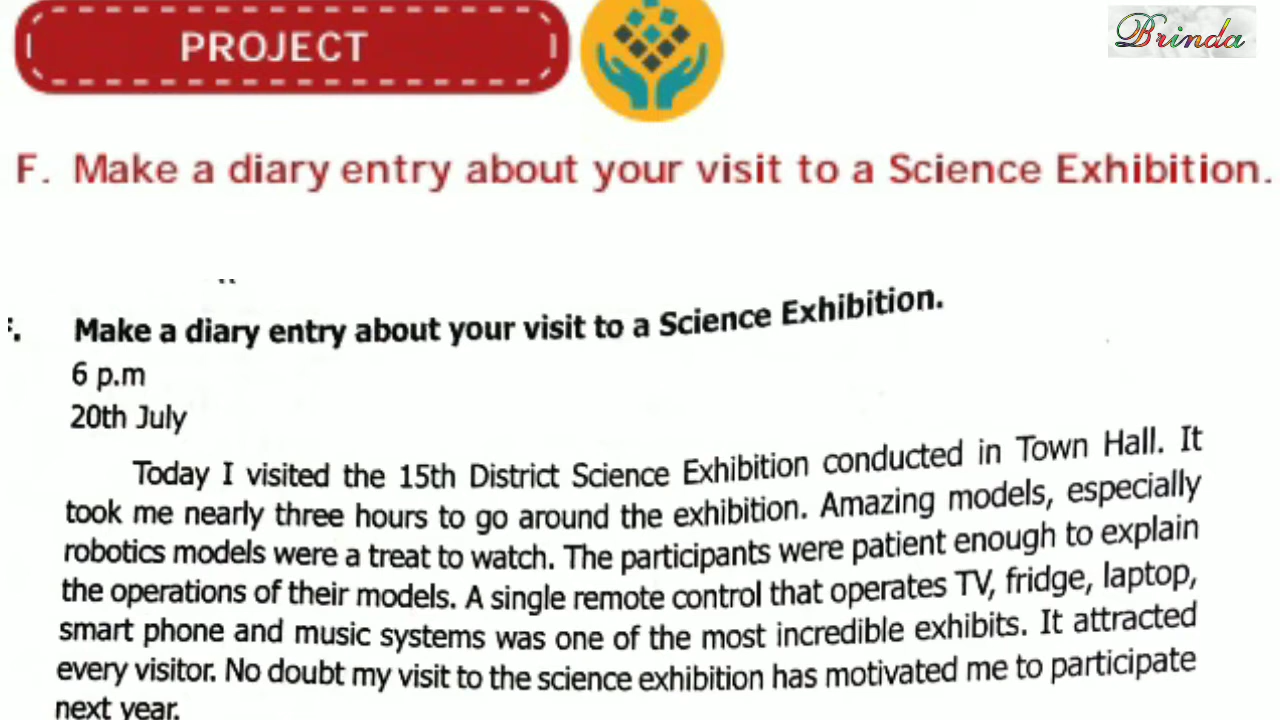 PROJECT
Brinda
F. Make a diary entry about your visit to a Science Exhibition.
F. Make a diary entry about your visit to a Science Exhibition.
6 p.m
20th July
Today I visited the 15th District Science Exhibition conducted in Town Hall. It
took me nearly three hours to go around the exhibition. Amazing models, especially
robotics models were a treat to watch. The participants were patient enough to explain
the operations of their models. A single remote control that operates TV, fridge, laptop,
smart phone and music systems was one of the most incredible exhibits. It attracted
every visitor. No doubt my visit to the science exhibition has motivated me to participate
next year.